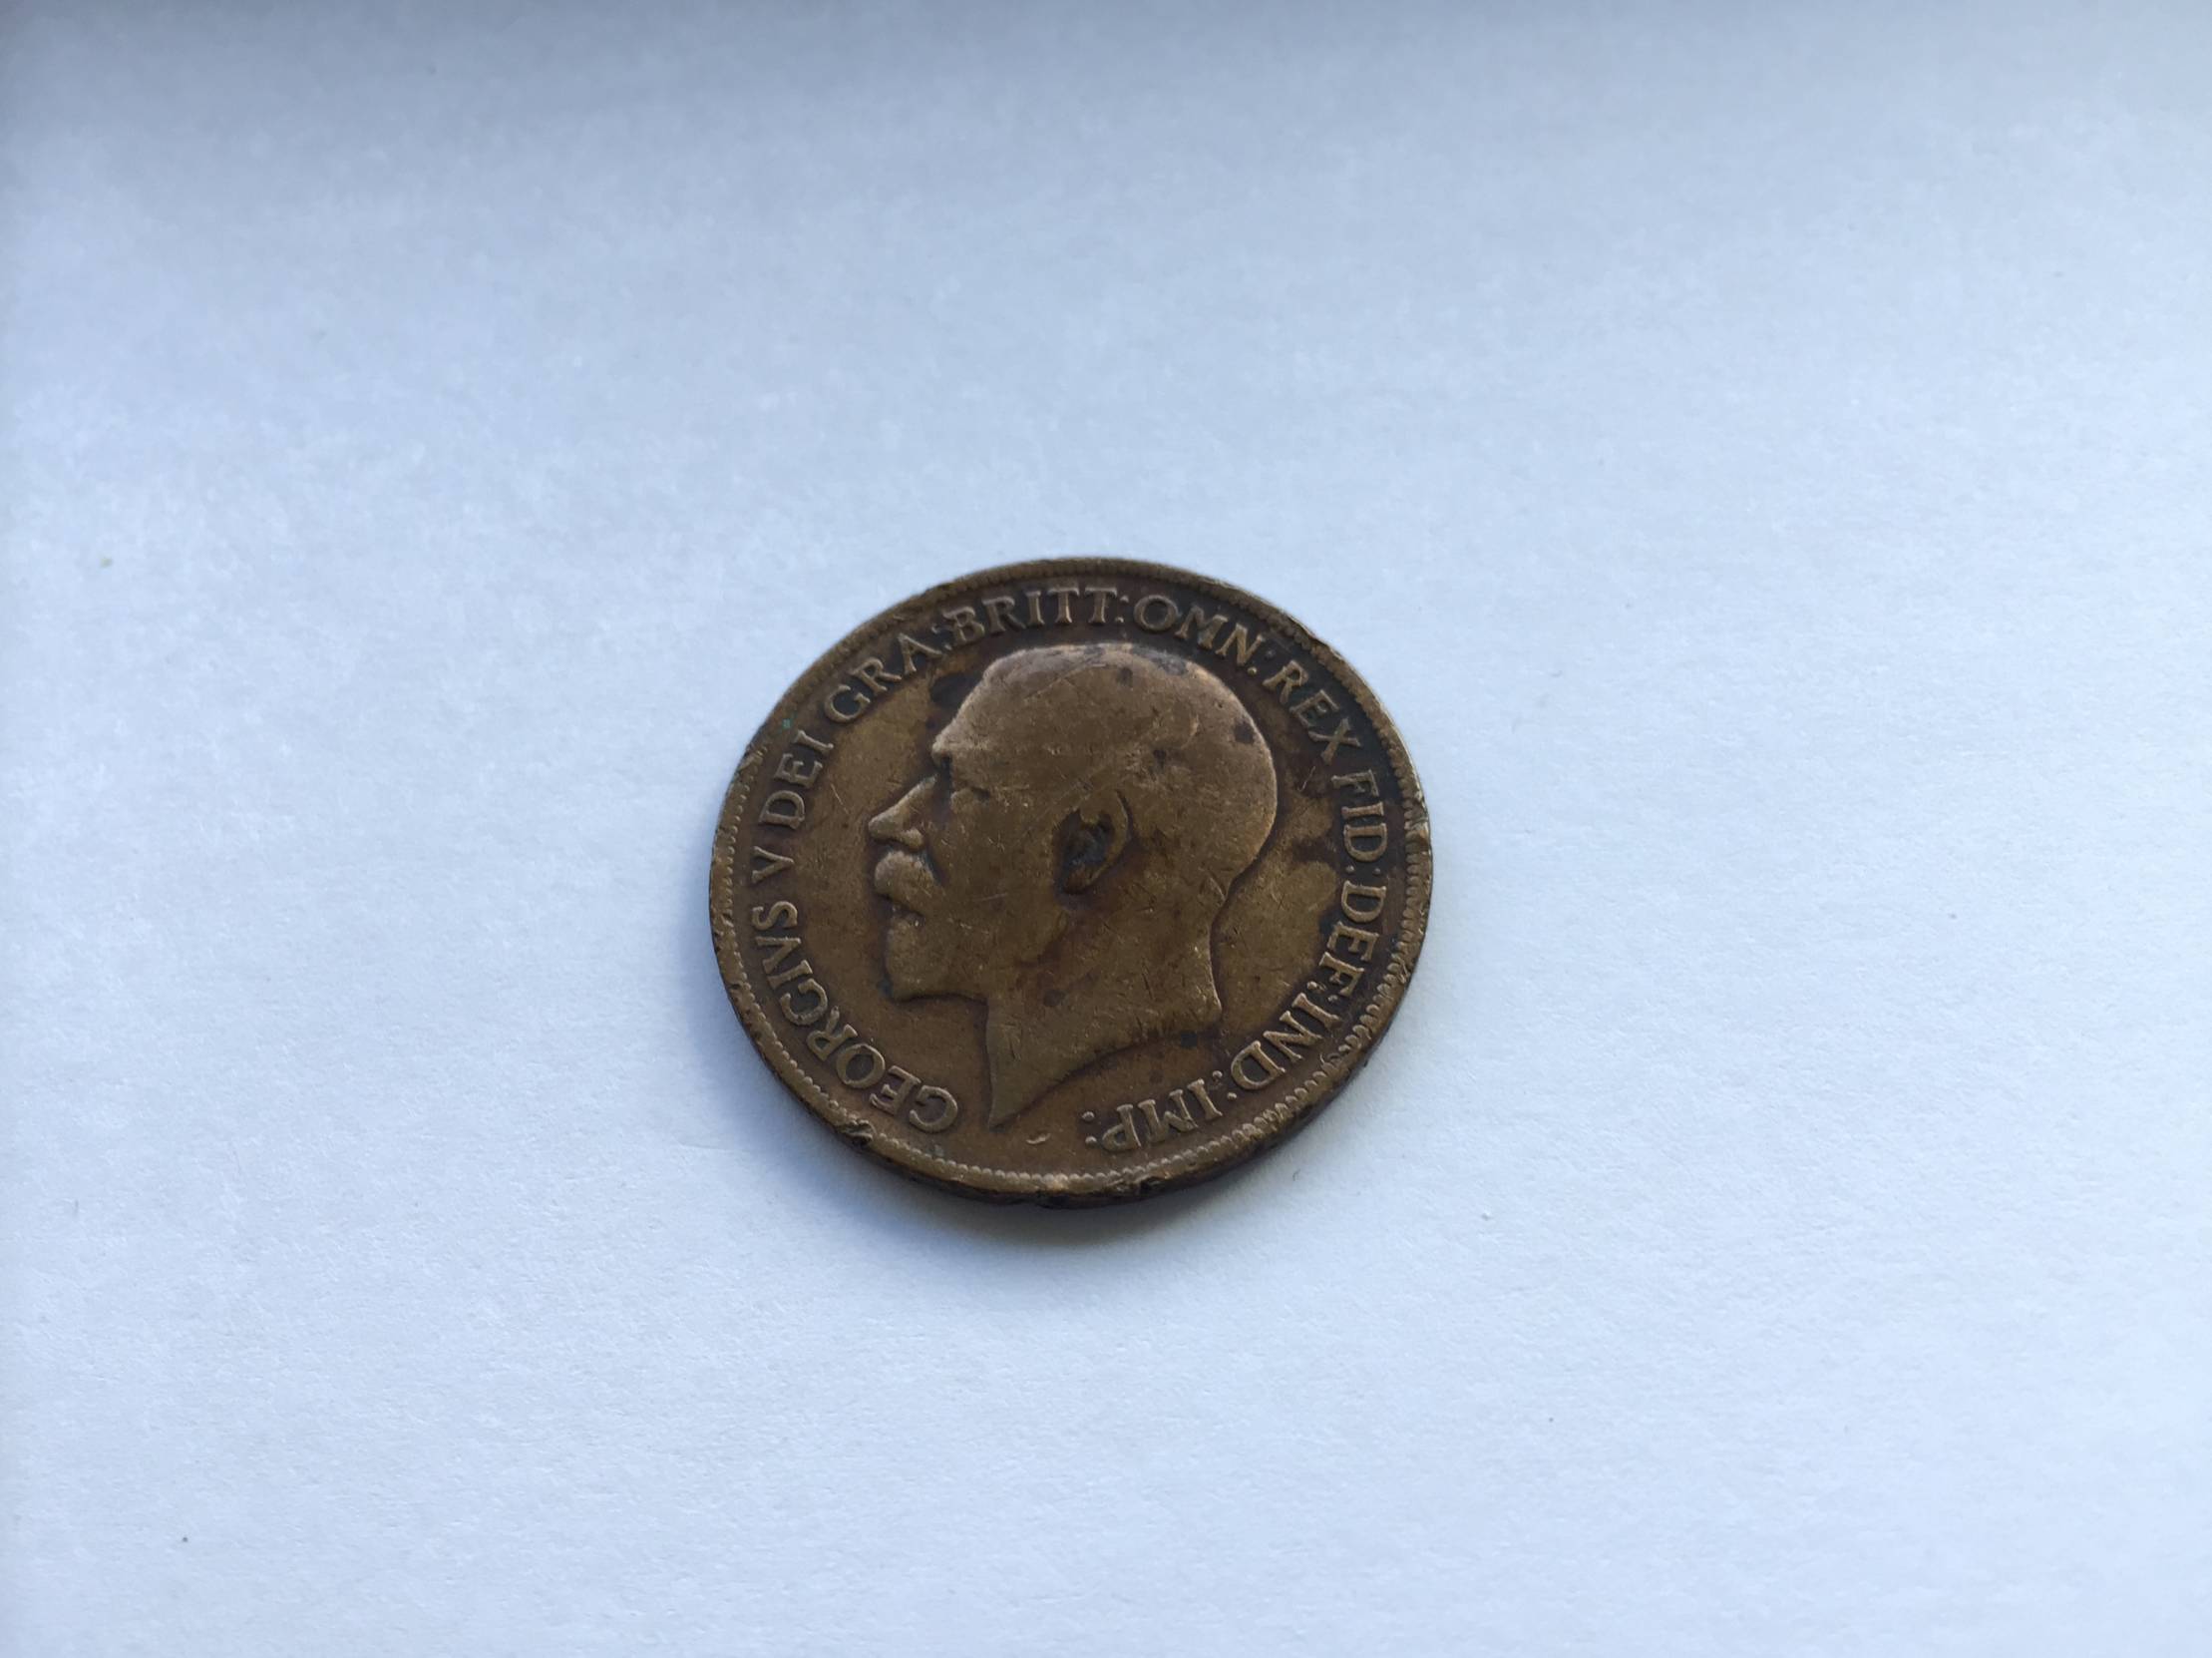 GEORGIVS V DEI GRA: BRITT: OMN: REX FID: DEF: IND: IMP: